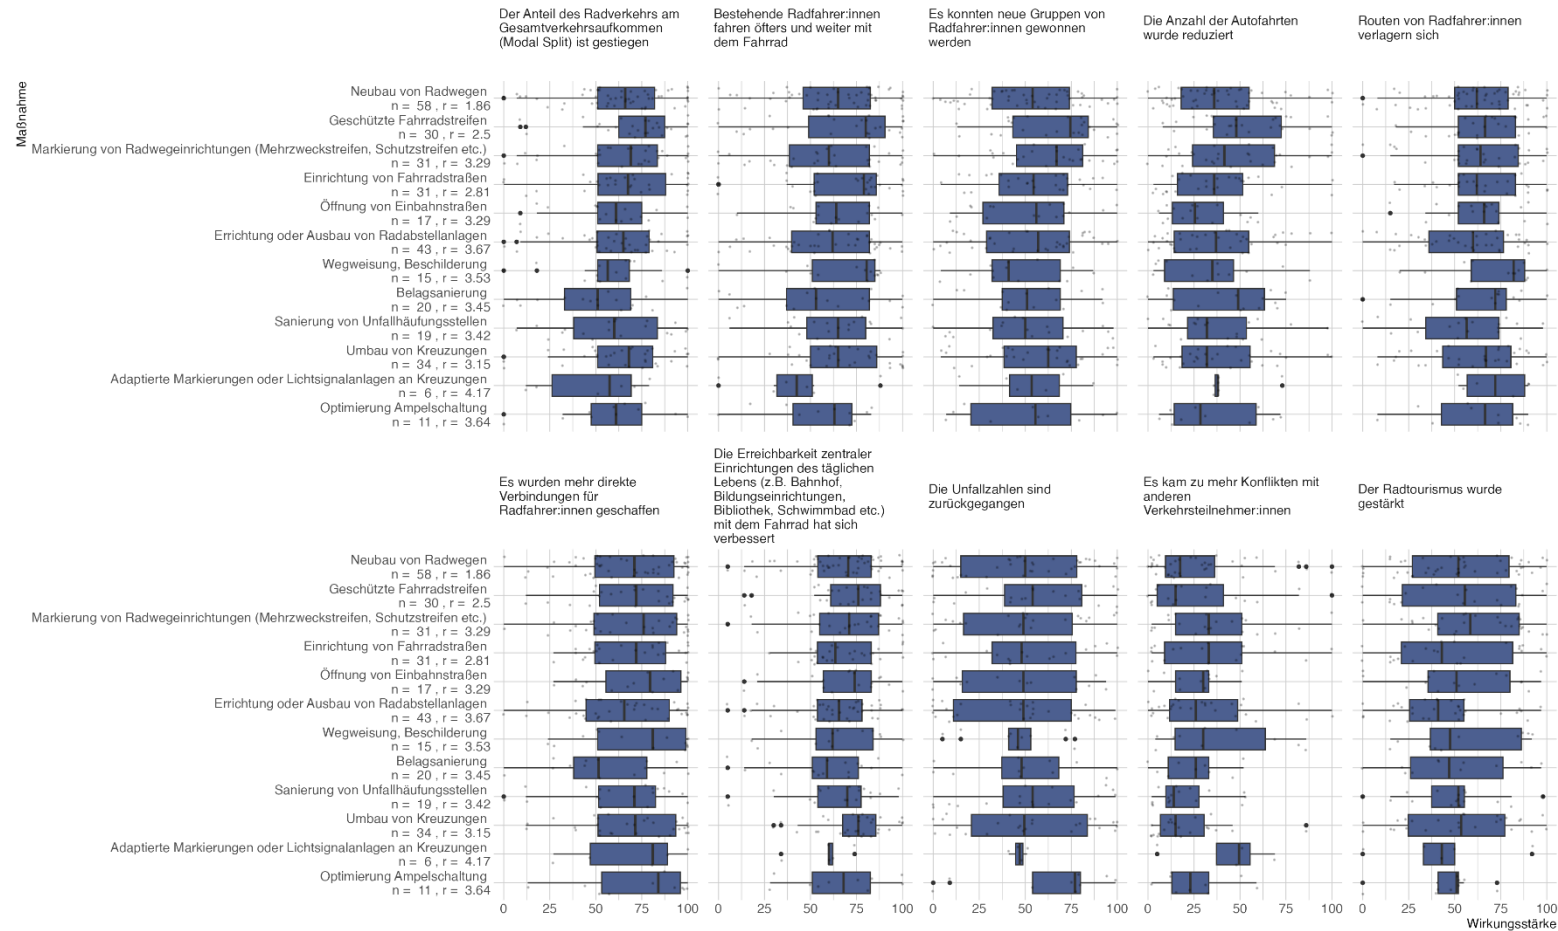 Der Anteil des Radverkehrs am
Gesamtverkehrsaufkommen
(Modal Split) ist gestiegen
Bestehende Radfahrer:innen
fahren öfters und weiter mit
dem Fahrrad
Es konnten neue Gruppen von
Radfahrer:innen gewonnen
werden
Die Anzahl der Autofahrten
wurde reduziert
Routen von Radfahrer:innen
verlagern sich
Maßnahme
Neubau von Radwegen
n = 58 , r = 1.86
Geschützte Fahrradstreifen
n = 30 , r = 2.5
Markierung von Radwegeinrichtungen (Mehrzweckstreifen, Schutzstreifen etc.)
n = 31 , r = 3.29
Einrichtung von Fahrradstraßen
n = 31 , r = 2.81
Öffnung von Einbahnstraßen
n = 17 , r = 3.29
Errichtung oder Ausbau von Radabstellanlagen
n = 43 , r = 3.67
Wegweisung, Beschilderung
n = 15 , r = 3.53
Belagsanierung
n = 20 , r = 3.45
Sanierung von Unfallhäufungsstellen
n = 19 , r = 3.42
Umbau von Kreuzungen
n = 34 , r = 3.15
Adaptierte Markierungen oder Lichtsignalanlagen an Kreuzungen
n = 6 , r = 4.17
Optimierung Ampelschaltung
n = 11 , r = 3.64
Es wurden mehr direkte
Verbindungen für
Radfahrer:innen geschaffen
Die Erreichbarkeit zentraler
Einrichtungen des täglichen
Lebens (z.B. Bahnhof,
Bildungseinrichtungen,
Bibliothek, Schwimmbad etc.)
mit dem Fahrrad hat sich
verbessert
Die Unfallzahlen sind
zurückgegangen
Es kam zu mehr Konflikten mit
anderen
Verkehrsteilnehmer:innen
Der Radtourismus wurde
gestärkt
Neubau von Radwegen
n = 58 , r = 1.86
Geschützte Fahrradstreifen
n = 30 , r = 2.5
Markierung von Radwegeinrichtungen (Mehrzweckstreifen, Schutzstreifen etc.)
n = 31 , r = 3.29
Einrichtung von Fahrradstraßen
n = 31 , r = 2.81
Öffnung von Einbahnstraßen
n = 17 , r = 3.29
Errichtung oder Ausbau von Radabstellanlagen
n = 43 , r = 3.67
Wegweisung, Beschilderung
n = 15 , r = 3.53
Belagsanierung
n = 20 , r = 3.45
Sanierung von Unfallhäufungsstellen
n = 19 , r = 3.42
Umbau von Kreuzungen
n = 34 , r = 3.15
Adaptierte Markierungen oder Lichtsignalanlagen an Kreuzungen
n = 6 , r = 4.17
Optimierung Ampelschaltung
n = 11 , r = 3.64
0 25 50 75 100 0 25 50 75 100 0 25 50 75 100 0 25 50 75 100 0 25 50 75 100
Wirkungsstärke